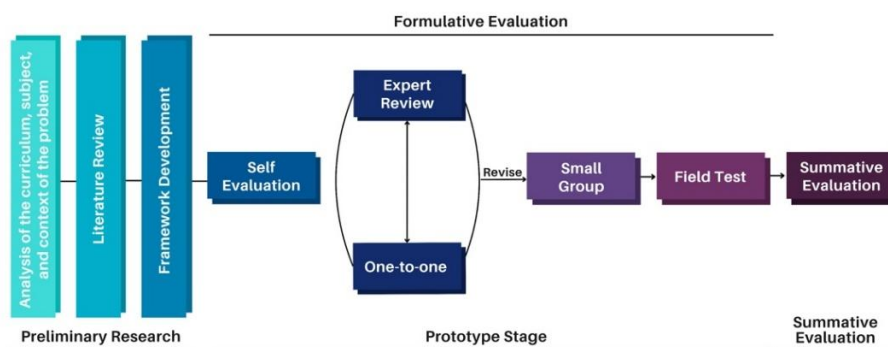 Formulative Evaluation
Analysis of the curiculum, subject,
and context of the problem
Literature Review
Framework Development
Self
Evaluation
Expert
Review
One-to-one
Revise
Small
Group
Field Test
Summative
Evaluation
Preliminary Research
Prototype Stage
Summative
Evaluation